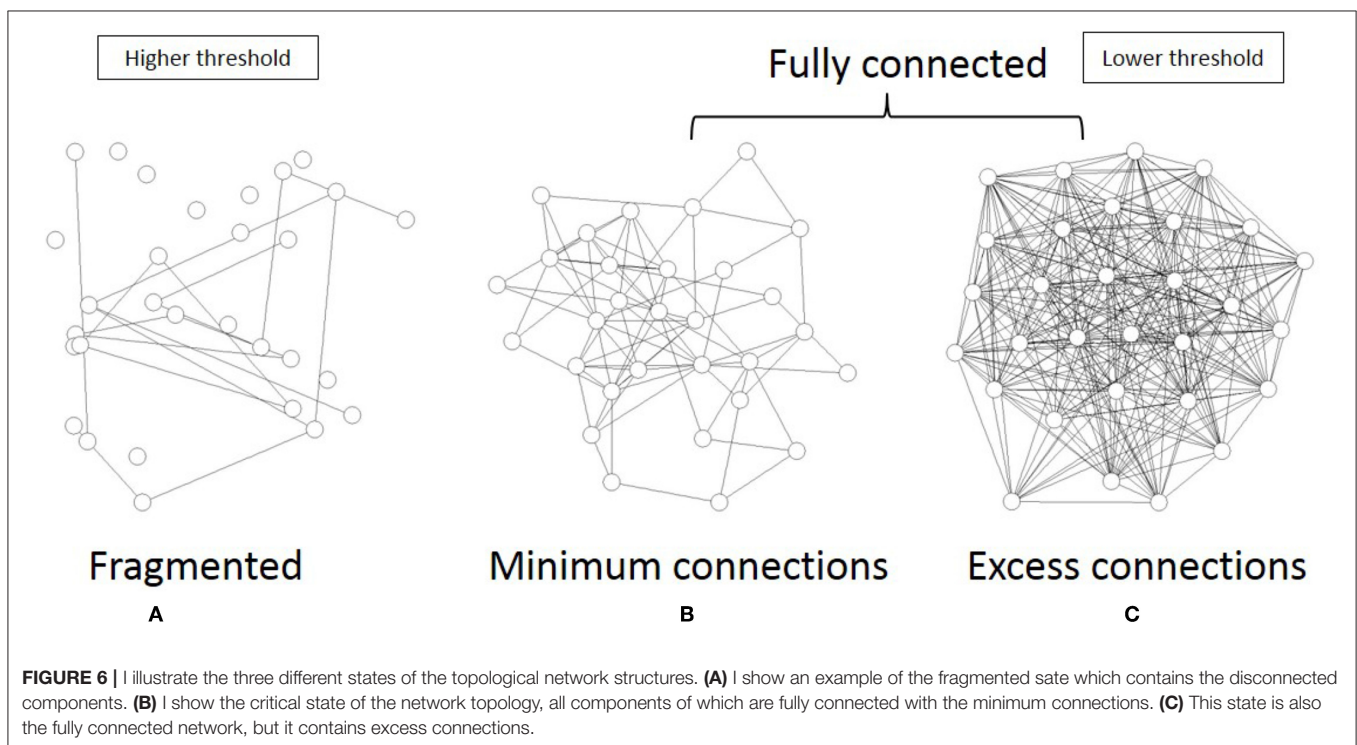 Higher threshold
Fully connected
Lower threshold
Fragmented
Minimum connections
Excess connections
A
B
C
FIGURE 6 | I illustrate the three different states of the topological network structures. (A) I show an example of the fragmented sate which contains the disconnected
components. (B) I show the critical state of the network topology, all components of which are fully connected with the minimum connections. (C) This state is also
the fully connected network, but it contains excess connections.